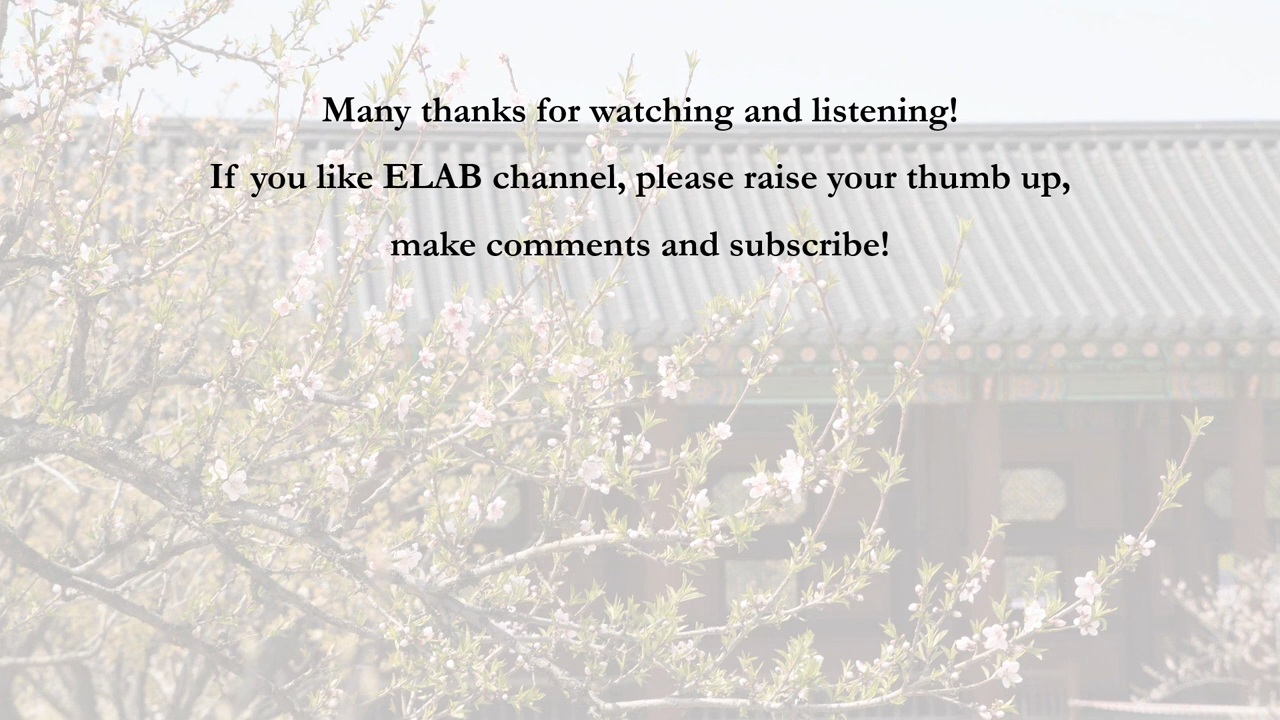 Many thanks for watching and listening!
If you like ELAB channel, please raise your thumb up,
make comments and subscribe!